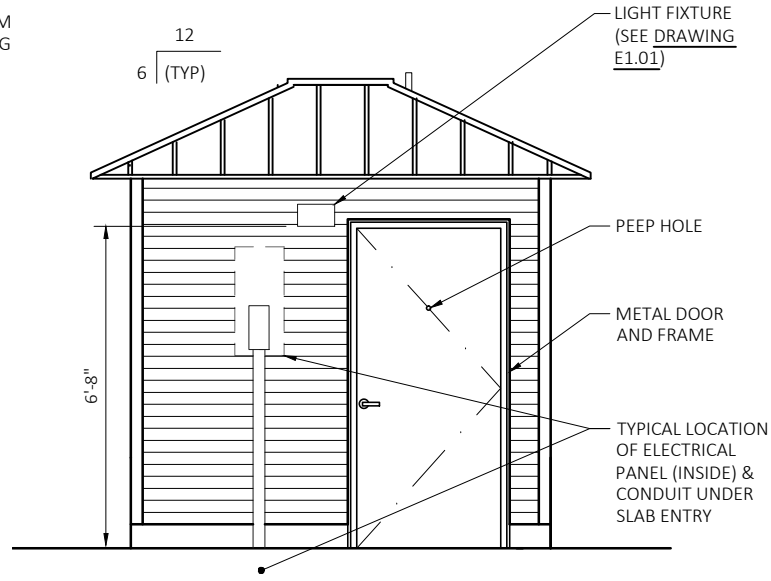 M
G
12
6 (TYP)
LIGHT FIXTURE
(SEE DRAWING
E1.01)
PEEP HOLE
METAL DOOR
AND FRAME
6'-8"
TYPICAL LOCATION
OF ELECTRICAL
PANEL (INSIDE) &
CONDUIT UNDER
SLAB ENTRY